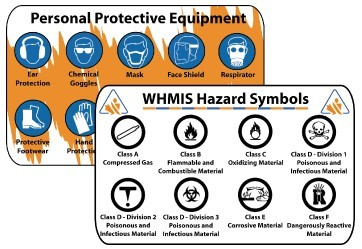 Personal Protective Equipment
Ear Chemical Mask Face Shield Respirator
Protection Goggles
Protective Hand
Footwear Protectie
WHMIS Hazard Symbols
Class A Class B Class C Class D - Division 1
Compressed Gas Flammable and Oxidizing Material Poisonous and
Combustible Material Infectious Material
Class D - Division 2 Class D - Division 3 Class E Class F
Poisonous and Poisonous and Corrosive Material Dangerously Reactive
Infectious Material Infectious Material Material